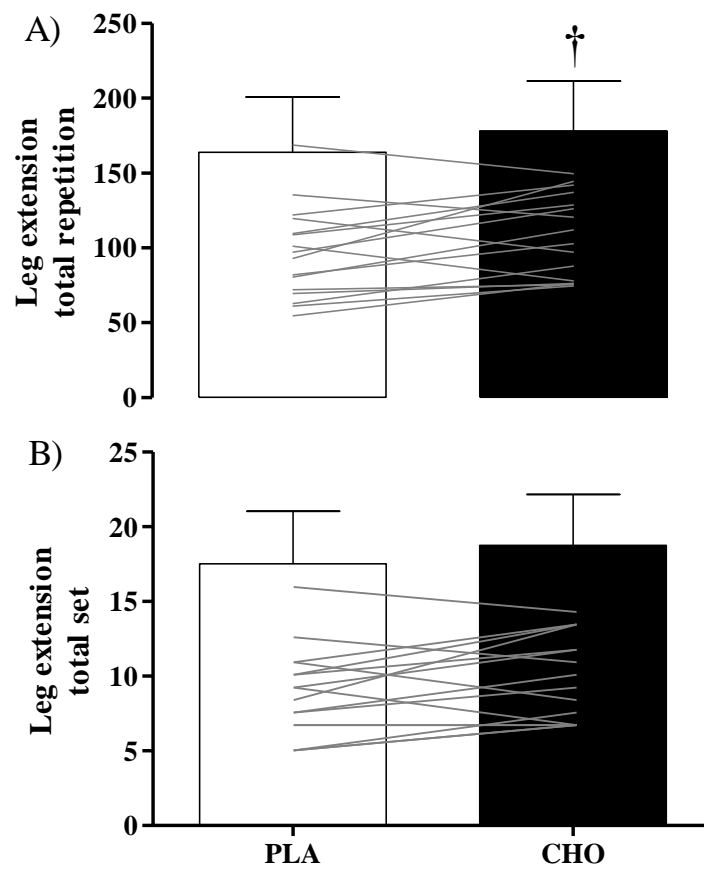 A)
†
Leg extension
total repetition
250
200
150
100
50
0
B)
Leg extension
total set
25
20
15
10
5
0
PLA CHO